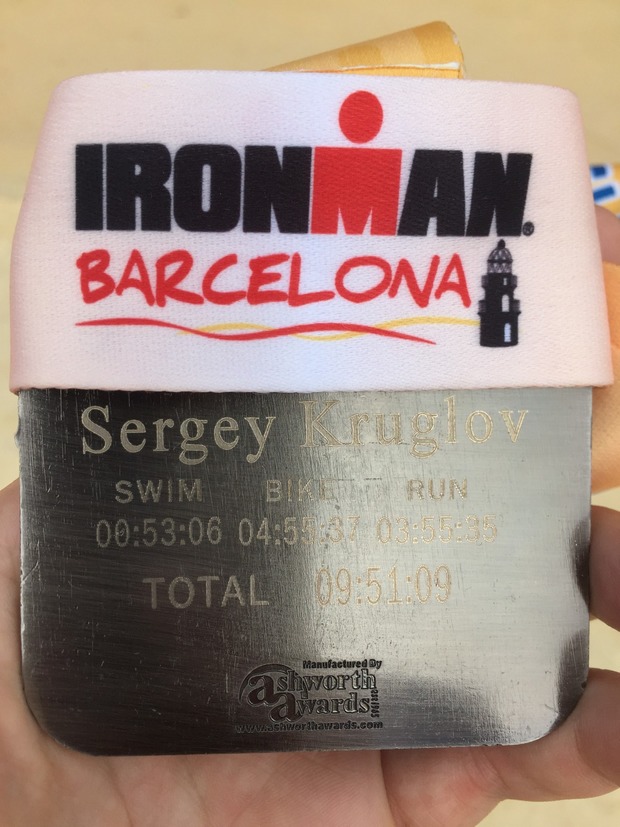 IRONMAN®
BARCELONA
Sergey Kruglov
SWIM BIKE RUN
00:53:06 04:55:37 03:55:35
TOTAL 09:51:09
Manufactured By
ashworth
awards
www.ashworthawards.com